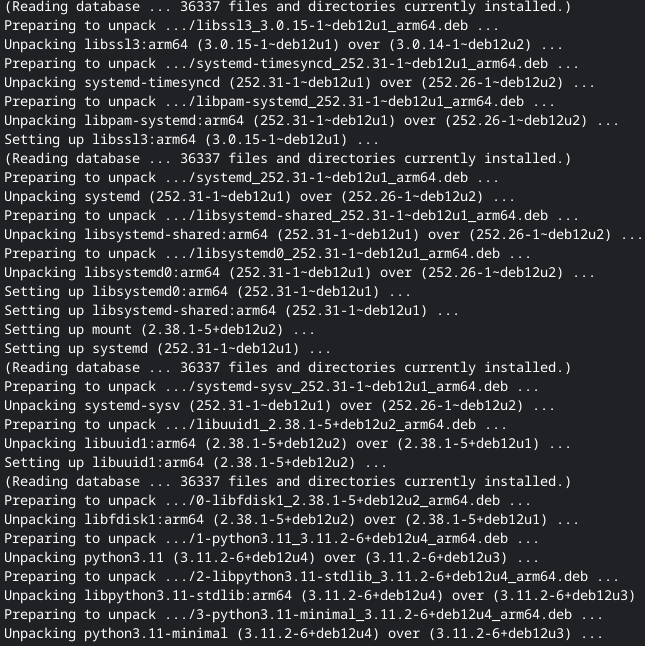 (Reading database ... 36337 files and directories currently installed.)
Preparing to unpack .../libssl3_3.0.15-1~deb12u1_arm64.deb ...
Unpacking libssl3:arm64 (3.0.15-1~deb12u1) over (3.0.14-1~deb12u2) ...
Preparing to unpack .../systemd-timesyncd_252.31-1~deb12u1_arm64.deb ...
Unpacking systemd-timesyncd (252.31-1~deb12u1) over (252.26-1~deb12u2) ...
Preparing to unpack .../libpam-systemd_252.31-1~deb12u1_arm64.deb ...
Unpacking libpam-systemd:arm64 (252.31-1~deb12u1) over (252.26-1~deb12u2) ...
Setting up libssl3:arm64 (3.0.15-1~deb12u1) ...
(Reading database ... 36337 files and directories currently installed.)
Preparing to unpack .../systemd_252.31-1~deb12u1_arm64.deb ...
Unpacking systemd (252.31-1~deb12u1) over (252.26-1~deb12u2) ...
Preparing to unpack .../libsystemd-shared_252.31-1~deb12u1_arm64.deb ...
Unpacking libsystemd-shared:arm64 (252.31-1~deb12u1) over (252.26-1~deb12u2) ...
Preparing to unpack .../libsystemd0_252.31-1~deb12u1_arm64.deb ...
Unpacking libsystemd0:arm64 (252.31-1~deb12u1) over (252.26-1~deb12u2) ...
Setting up libsystemd0:arm64 (252.31-1~deb12u1) ...
Setting up libsystemd-shared:arm64 (252.31-1~deb12u1) ...
Setting up mount (2.38.1-5+deb12u2) ...
Setting up systemd (252.31-1~deb12u1) ...
(Reading database ... 36337 files and directories currently installed.)
Preparing to unpack .../systemd-sysv_252.31-1~deb12u1_arm64.deb ...
Unpacking systemd-sysv (252.31-1~deb12u1) over (252.26-1~deb12u2) ...
Preparing to unpack .../libuuid1_2.38.1-5+deb12u2_arm64.deb ...
Unpacking libuuid1:arm64 (2.38.1-5+deb12u2) over (2.38.1-5+deb12u1) ...
Setting up libuuid1:arm64 (2.38.1-5+deb12u2) ...
(Reading database ... 36337 files and directories currently installed.)
Preparing to unpack .../0-libfdisk1_2.38.1-5+deb12u2_arm64.deb ...
Unpacking libfdisk1:arm64 (2.38.1-5+deb12u2) over (2.38.1-5+deb12u1) ...
Preparing to unpack .../1-python3.11_3.11.2-6+deb12u4_arm64.deb ...
Unpacking python3.11 (3.11.2-6+deb12u4) over (3.11.2-6+deb12u3) ...
Preparing to unpack .../2-libpython3.11-stdlib_3.11.2-6+deb12u4_arm64.deb ...
Unpacking libpython3.11-stdlib:arm64 (3.11.2-6+deb12u4) over (3.11.2-6+deb12u3)
Preparing to unpack .../3-python3.11-minimal_3.11.2-6+deb12u4_arm64.deb ...
Unpacking python3.11-minimal (3.11.2-6+deb12u4) over (3.11.2-6+deb12u3) ...